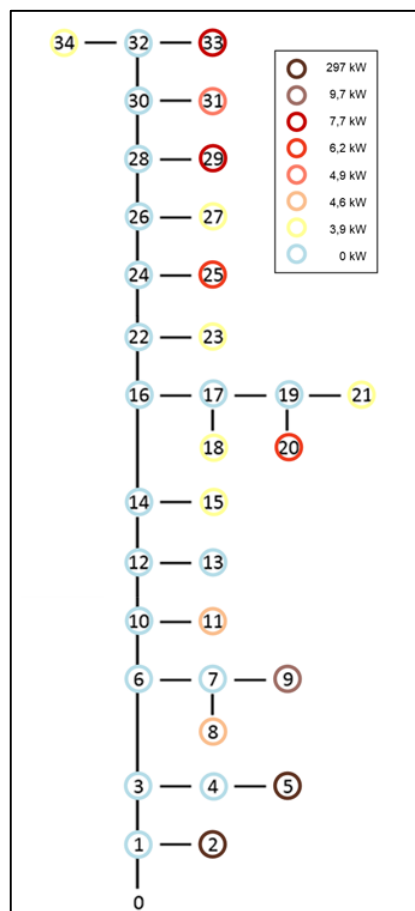 34 32 33
297 kW
9,7 kW
30 31
7,7 kW
6,2 kW
28 29
4,9 kW
4,6 kW
26 27
3,9 kW
0 kW
24 25
22 23
16 17 19 21
18 20
14 15
12 13
10 11
6 7 9
8
3 4 5
1 2
0